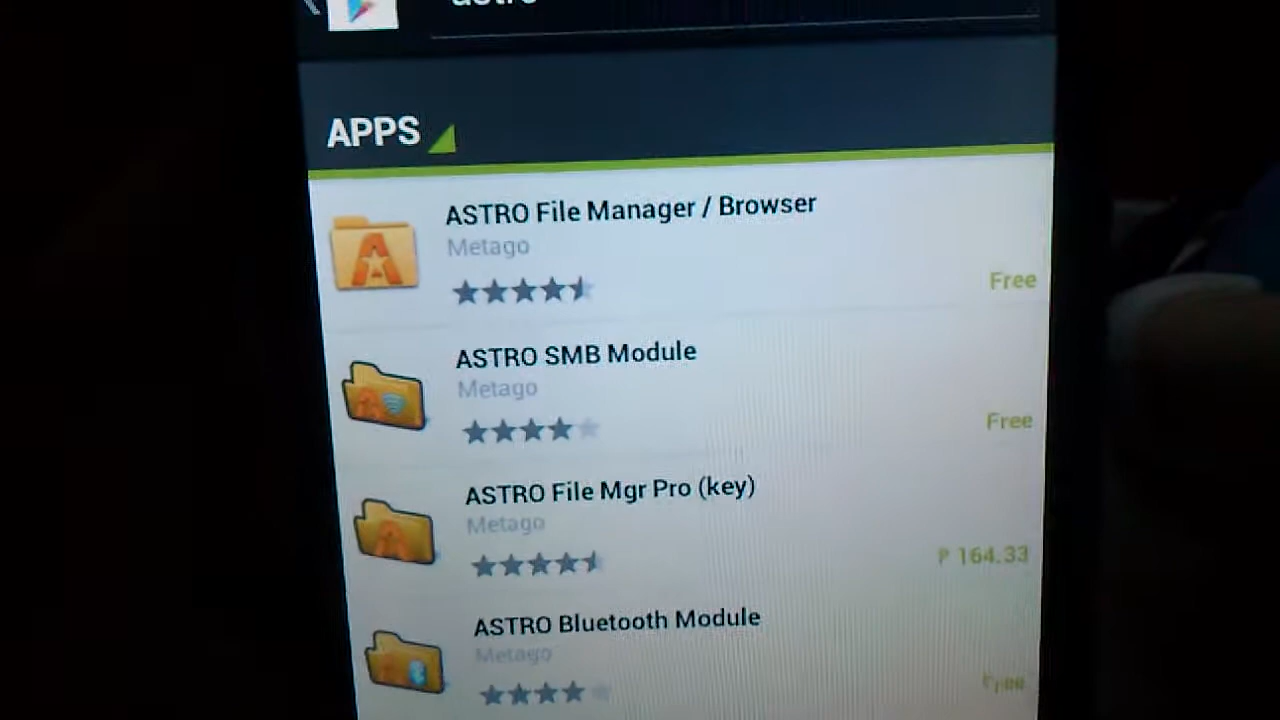 astro
APPS
ASTRO File Manager / Browser
Metago
Free
ASTRO SMB Module
Metago
Free
ASTRO File Mgr Pro (key)
Metago
₱ 164.33
ASTRO Bluetooth Module
Metago
Free